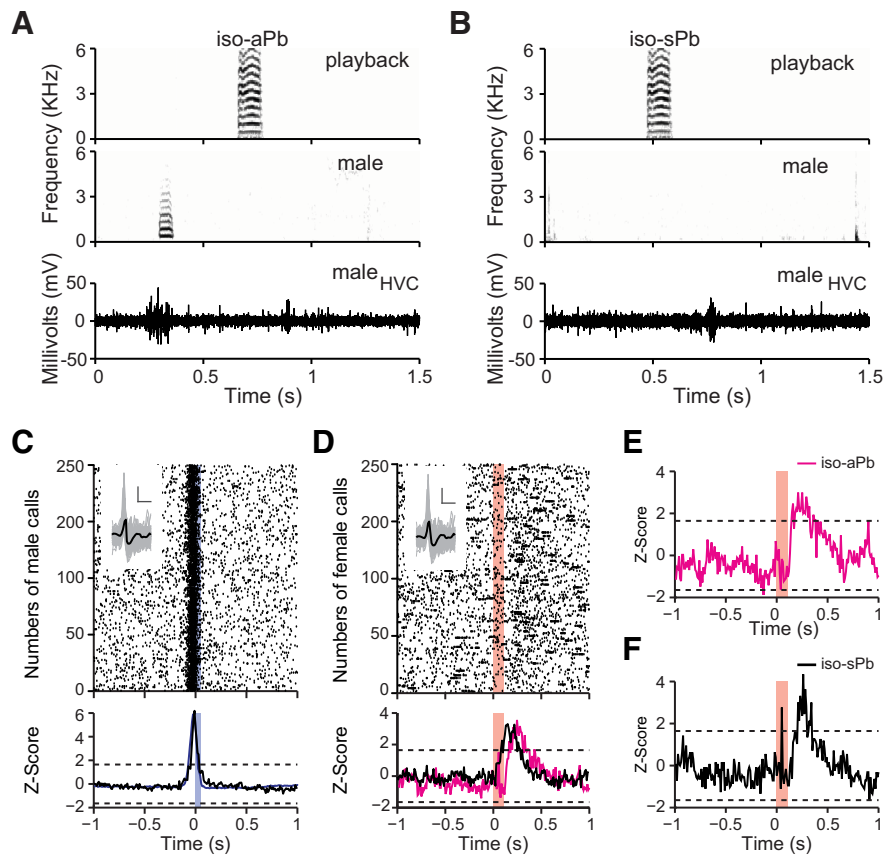 A
iso-aPb
playback
6
3
0
Frequency (KHz)
male
6
3
0
male HVC
50
0
-50
Millivolts (mV)
0 0.5 1 1.5
Time (s)
B
iso-sPb
playback
6
3
0
Frequency (KHz)
male
6
3
0
male HVC
50
0
-50
Millivolts (mV)
0 0.5 1 1.5
Time (s)
C
250
200
100
50
0
Numbers of male calls
6
4
2
0
−2
Z-Score
−1 −0.5 0 0.5 1
Time (s)
D
250
200
100
50
0
Numbers of female calls
4
2
0
−2
Z-Score
−1 −0.5 0 0.5 1
Time (s)
E
iso-aPb
4
2
0
−2
Z-Score
−1 −0.5 0 0.5 1
Time (s)
F
iso-sPb
4
2
0
−2
Z-Score
−1 −0.5 0 0.5 1
Time (s)